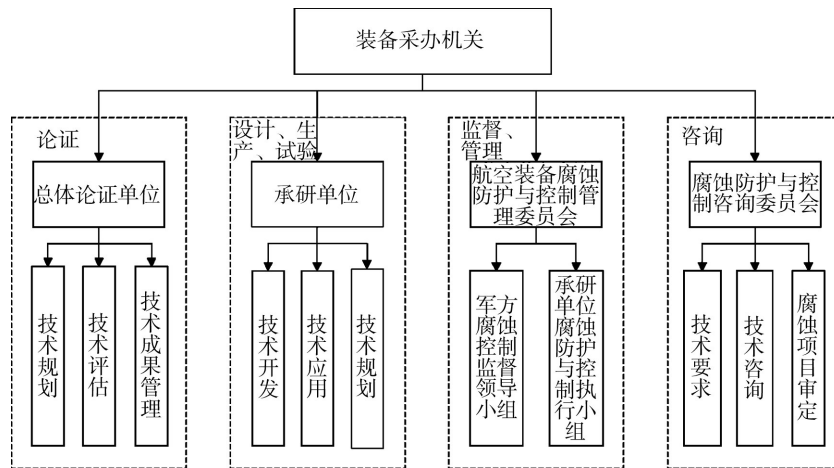 装备采办机关
论证
总体论证单位
技术规划
技术评估
技术成果管理
设计、生
产、试验
承研单位
技术开发
技术应用
技术规划
监督、
管理
航空装备腐蚀
防护与控制管
理委员会
军方
腐蚀
控制
监督
领导
小组
承研
单位
腐蚀
防护
与控
制执
行小
组
咨询
腐蚀防护与控
制咨询委员会
技术要求
技术咨询
腐蚀项目审定